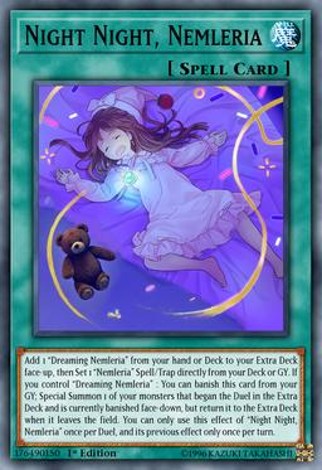 NIGHT NIGHT, NEMLERIA
魔
[ SPELL CARD ]
Add 1 "Dreaming Nemleria" from your hand or Deck to your Extra Deck
face-up, then Set 1 "Nemleria" Spell/Trap directly from your Deck or GY. If
you control "Dreaming Nemleria" : You can banish this card from your
GY; Special Summon 1 of your monsters that began the Duel in the Extra
Deck and is currently banished face-down, but return it to the Extra Deck
when it leaves the field. You can only use this effect of "Night Night,
Nemleria" once per Duel, and its previous effect only once per turn.
376490150 1st Edition ©1996 KAZUKI TAKAHASHI